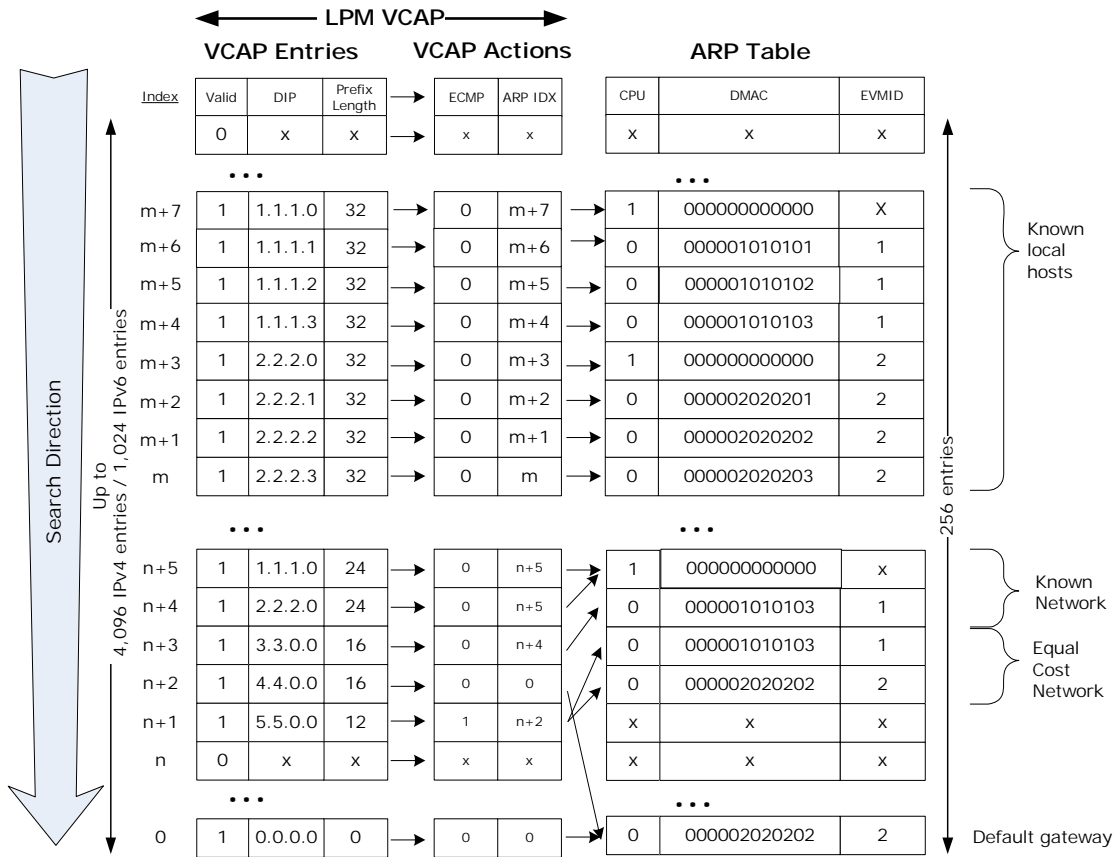 LPM VCAP
VCAP Entries VCAP Actions ARP Table
Index Valid DIP Prefix Length ECMP ARP IDX CPU DMAC EVMID
0 x x x x x x x
... ...
m+7 1 1.1.1.0 32 0 m+7 1 000000000000 X
m+6 1 1.1.1.1 32 0 m+6 0 000001010101 1
m+5 1 1.1.1.2 32 0 m+5 0 000001010102 1
m+4 1 1.1.1.3 32 0 m+4 0 000001010103 1
m+3 1 2.2.2.0 32 0 m+3 1 000000000000 2
m+2 1 2.2.2.1 32 0 m+2 0 000002020201 2
m+1 1 2.2.2.2 32 0 m+1 0 000002020202 2
m 1 2.2.2.3 32 0 m 0 000002020203 2
... ...
n+5 1 1.1.1.0 24 0 n+5 1 000000000000 x
n+4 1 2.2.2.0 24 0 n+5 0 000001010103 1
n+3 1 3.3.0.0 16 0 n+4 0 000001010103 1
n+2 1 4.4.0.0 16 0 0 0 000002020202 2
n+1 1 5.5.0.0 12 1 n+2 x x x
n 0 x x x x x x x
... ...
0 1 0.0.0.0 0 0 0 0 000002020202 2 Default gateway
Search Direction
Up to
4,096 IPv4 entries / 1,024 IPv6 entries
256 entries
Known
local
hosts
Known
Network
Equal
Cost
Network